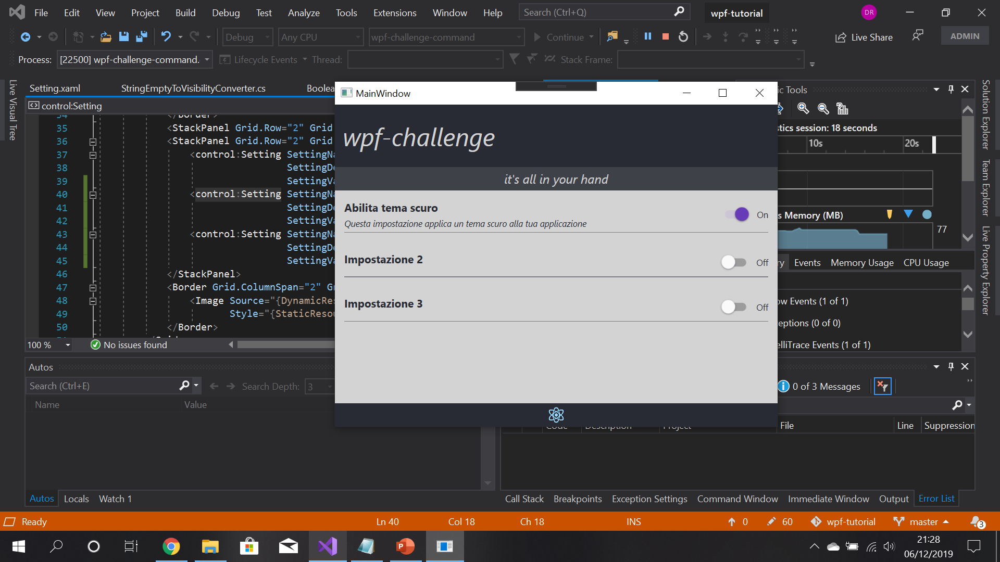 File Edit View Project Build Debug Test Analyze Tools Extensions Window Help Search (Ctrl+Q) wpf-tutorial DR
Debug Any CPU wpf-challenge-command Continue Live Share ADMIN
Process: [22500] wpf-challenge-command. Lifecycle Events Thread: Stack Frame:
Live Visual Tree
Setting.xaml StringEmptyToVisibilityConverter.cs Boolea
control:Setting
34 </Border>
35 <StackPanel Grid.Row="2" Grid
36 <StackPanel Grid.Row="2" Grid
37 <control:Setting SettingNa
38 SettingDe
39 SettingVa
40 <control:Setting SettingNa
41 SettingDe
42 SettingVa
43 <control:Setting SettingNa
44 SettingDe
45 SettingVa
46 </StackPanel>
47 <Border Grid.ColumnSpan="2" Gr
48 <Image Source="{DynamicRes
49 Style="{StaticResou
50 </Border>
100 % No issues found
MainWindow
wpf-challenge
it's all in your hand
Abilita tema scuro
On
Questa impostazione applica un tema scuro alla tua applicazione
Impostazione 2
Off
Impostazione 3
Off
ic Tools
stics session: 18 seconds
10s 20s
s Memory (MB)
77
ry Events Memory Usage CPU Usage
ow Events (1 of 1)
eptions (0 of 0)
elliTrace Events (1 of 1)
Solution Explorer
Team Explorer
Live Property Explorer
Autos
Search (Ctrl+E) Search Depth: 3
Name Value
0 of 3 Messages
Code Description Project File Line Suppression
Autos Locals Watch 1
Call Stack Breakpoints Exception Settings Command Window Immediate Window Output Error List
Ready Ln 40 Col 18 Ch 18 INS 0 60 wpf-tutorial master 3
21:28
06/12/2019